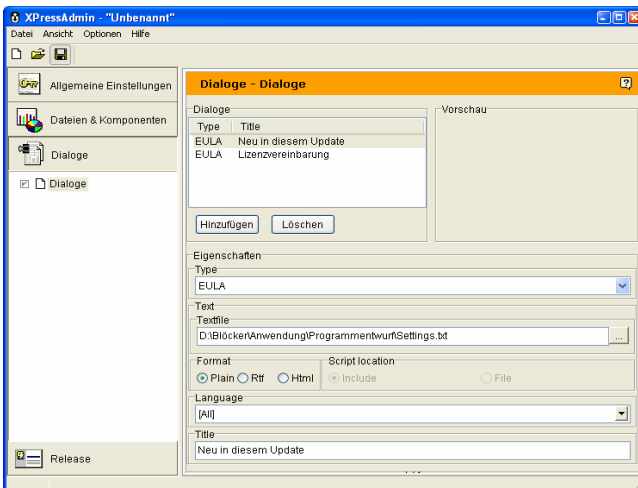 XPressAdmin - "Unbenannt"
Datei Ansicht Optionen Hilfe
Allgemeine Einstellungen
Dateien & Komponenten
Dialoge
Dialoge
Release
Dialoge - Dialoge
Dialoge
Type Title
EULA Neu in diesem Update
EULA Lizenzvereinbarung
Hinzufügen Löschen
Vorschau
Eigenschaften
Type
EULA
Text
Textfile
D:\Blöcker\Anwendung\Programmentwurf\Settings.txt
...
Format
Plain Rtf Html
Script location
Include File
Language
[All]
Title
Neu in diesem Update